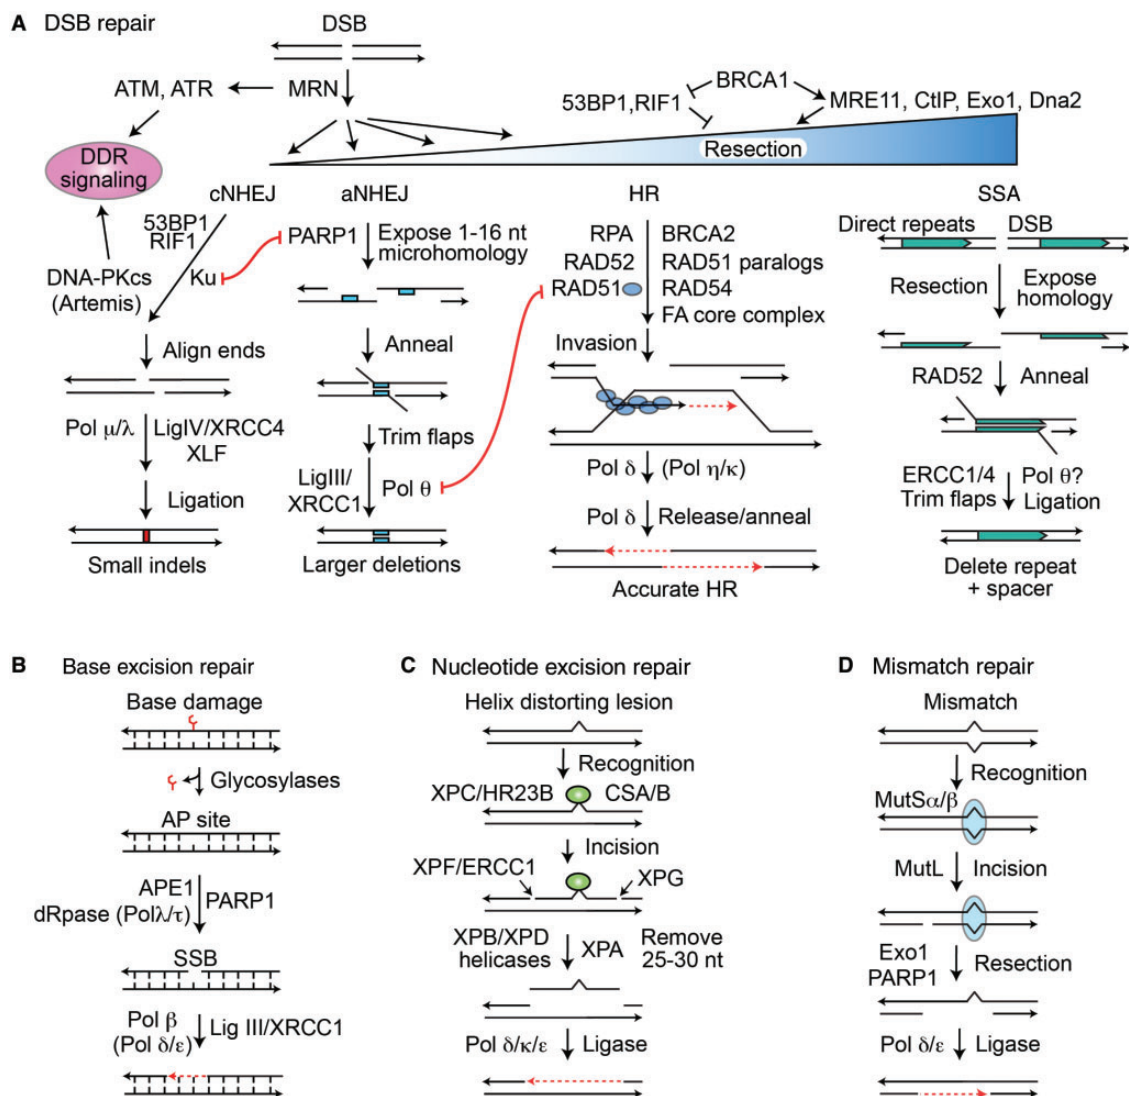 A DSB repair
DSB
ATM, ATR
MRN
BRCA1
53BP1,RIF1
MRE11, CtIP, Exo1, Dna2
Resection
DDR
signaling
cNHEJ
aNHEJ
HR
SSA
53BP1
RIF1
Ku
DNA-PKcs
(Artemis)
Align ends
Pol μ/λ
LigIV/XRCC4
XLF
Ligation
Small indels
PARP1
Expose 1-16 nt
microhomology
Anneal
Trim flaps
LigIII/
XRCC1
Pol θ
Larger deletions
RPA
BRCA2
RAD52
RAD51 paralogs
RAD51
RAD54
FA core complex
Invasion
Pol δ
(Pol η/κ)
Pol δ
Release/anneal
Accurate HR
Direct repeats
DSB
Resection
Expose
homology
RAD52
Anneal
ERCC1/4
Trim flaps
Pol θ?
Ligation
Delete repeat
+ spacer
B Base excision repair
Base damage
Glycosylases
AP site
APE1
dRpase (Polλ/τ)
PARP1
SSB
Pol β
(Pol δ/ε)
Lig III/XRCC1
C Nucleotide excision repair
Helix distorting lesion
Recognition
XPC/HR23B
CSA/B
Incision
XPF/ERCC1
XPG
XPB/XPD
helicases
XPA
Remove
25-30 nt
Pol δ/κ/ε
Ligase
D Mismatch repair
Mismatch
Recognition
MutSα/β
MutL
Incision
Exo1
PARP1
Resection
Pol δ/ε
Ligase